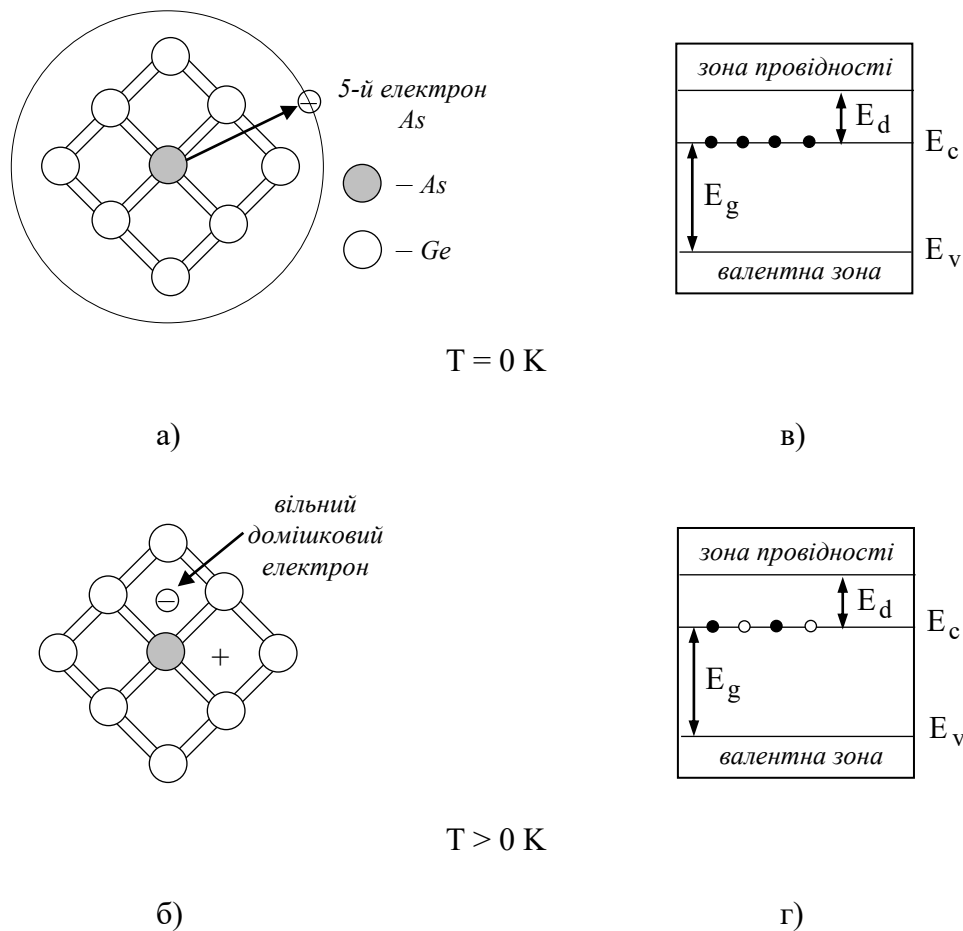 5-й електрон
As
– As
– Ge
зона провідності
E d
E c
E g
E v
валентна зона
T = 0 K
а)
в)
вільний
домішковий
електрон
+
зона провідності
E d
E c
E g
E v
валентна зона
T > 0 K
б)
г)